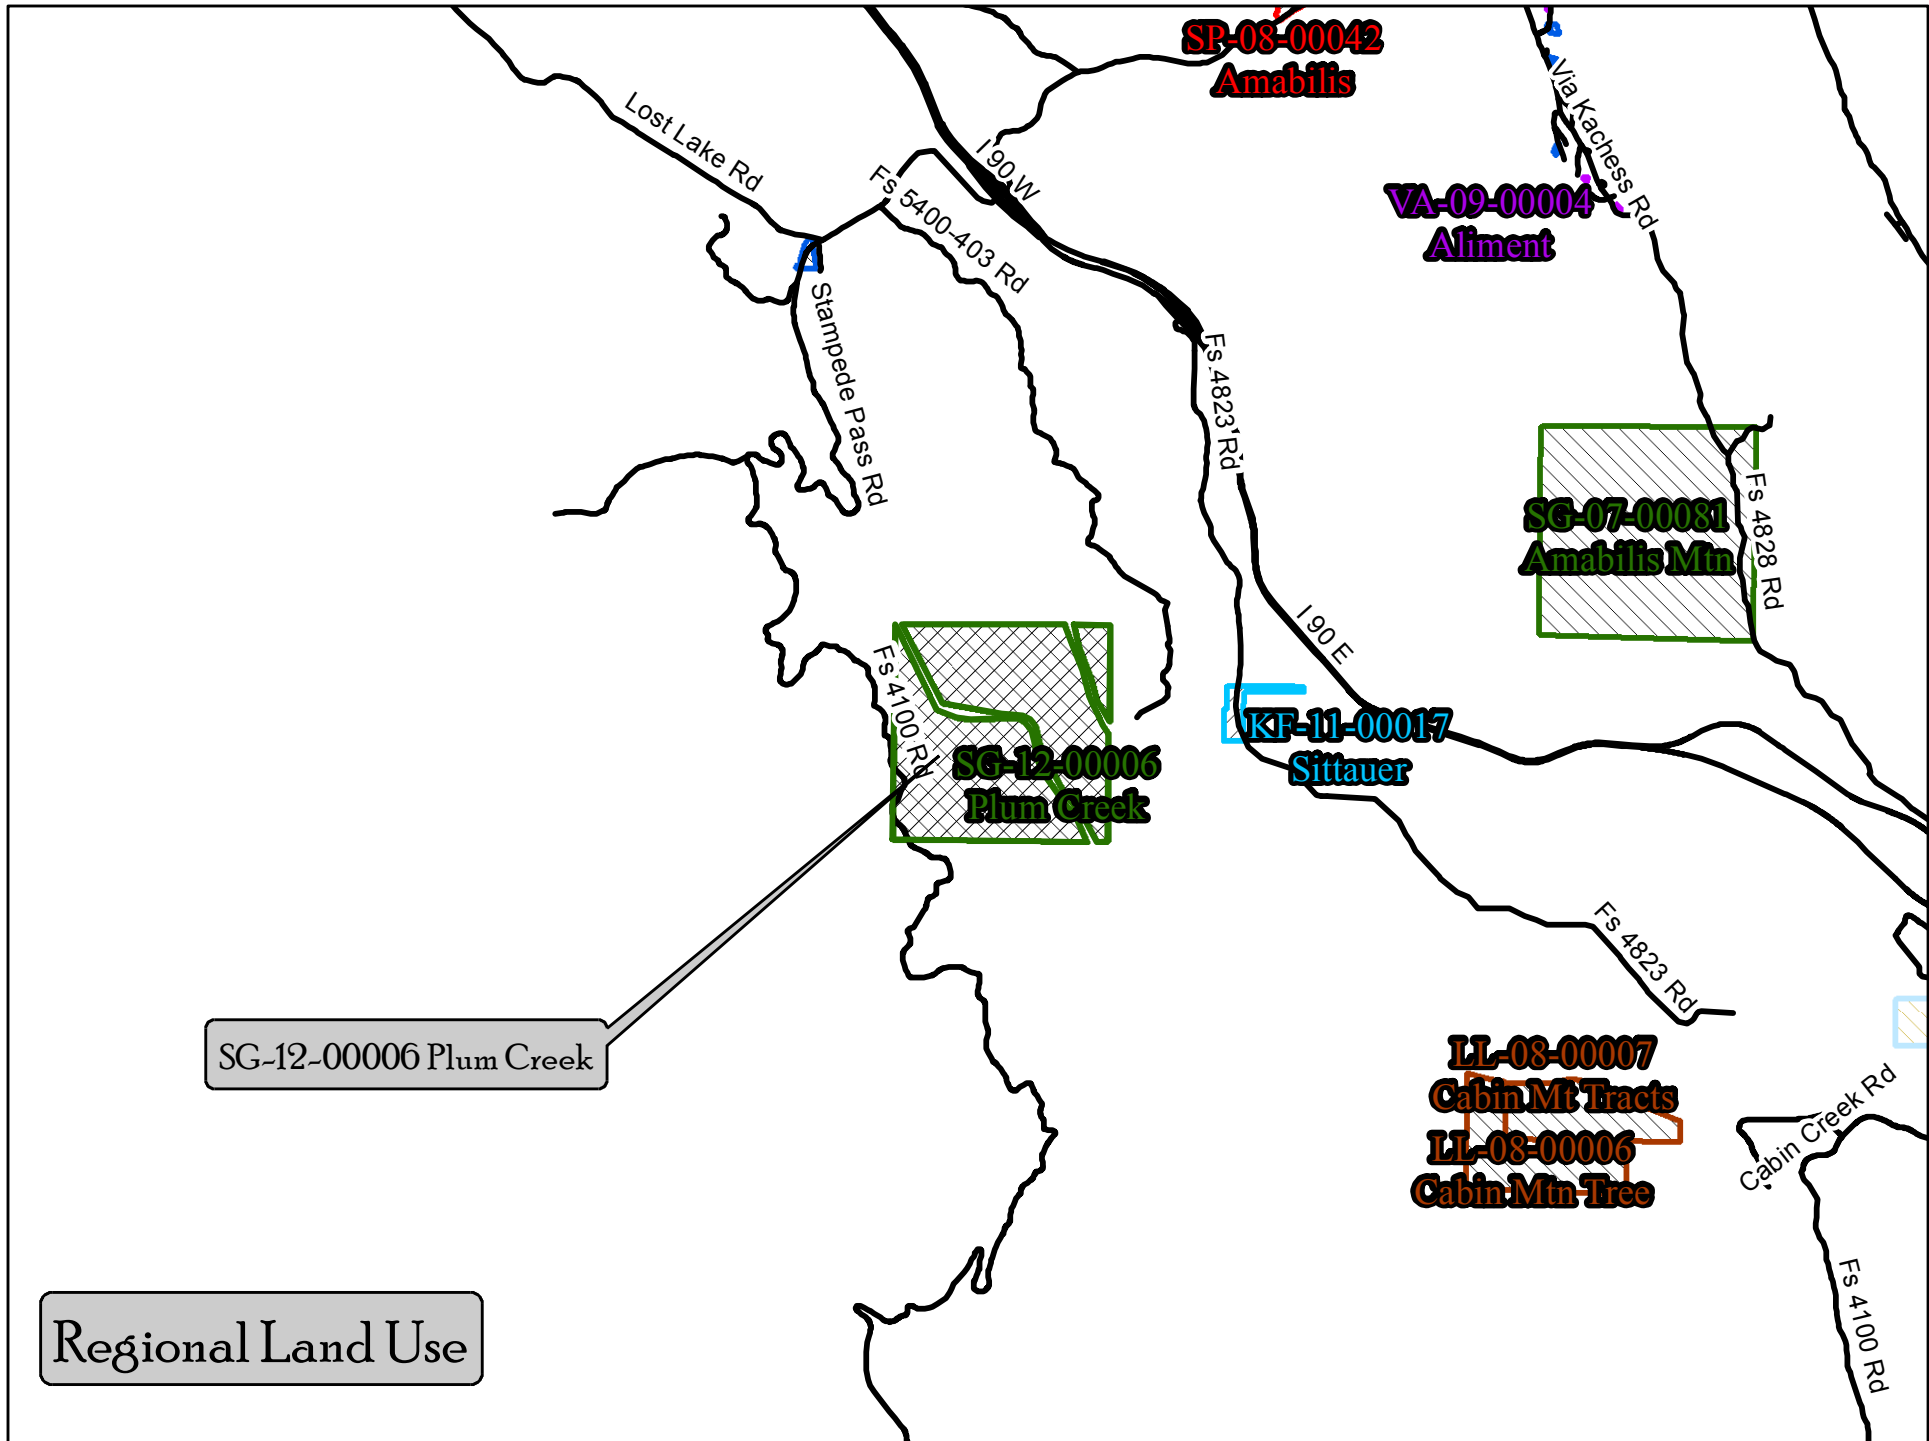 SP-08-00042
Amabilis
Via Kachess Rd
Lost Lake Rd
I 90 W
Fs 5400-403 Rd
VA-09-00004
Aliment
Stampede Pass Rd
Fs 4823 Rd
SG-07-00081
Amabilis Mtn
Fs 4828 Rd
I 90 E
Fs 4100 Rd
SG-12-00006
Plum Creek
KF-11-00017
Sittauer
Fs 4823 Rd
SG-12-00006 Plum Creek
LL-08-00007
Cabin Mt Tracts
LL-08-00006
Cabin Mtn Tree
Cabin Creek Rd
Fs 4100 Rd
Regional Land Use